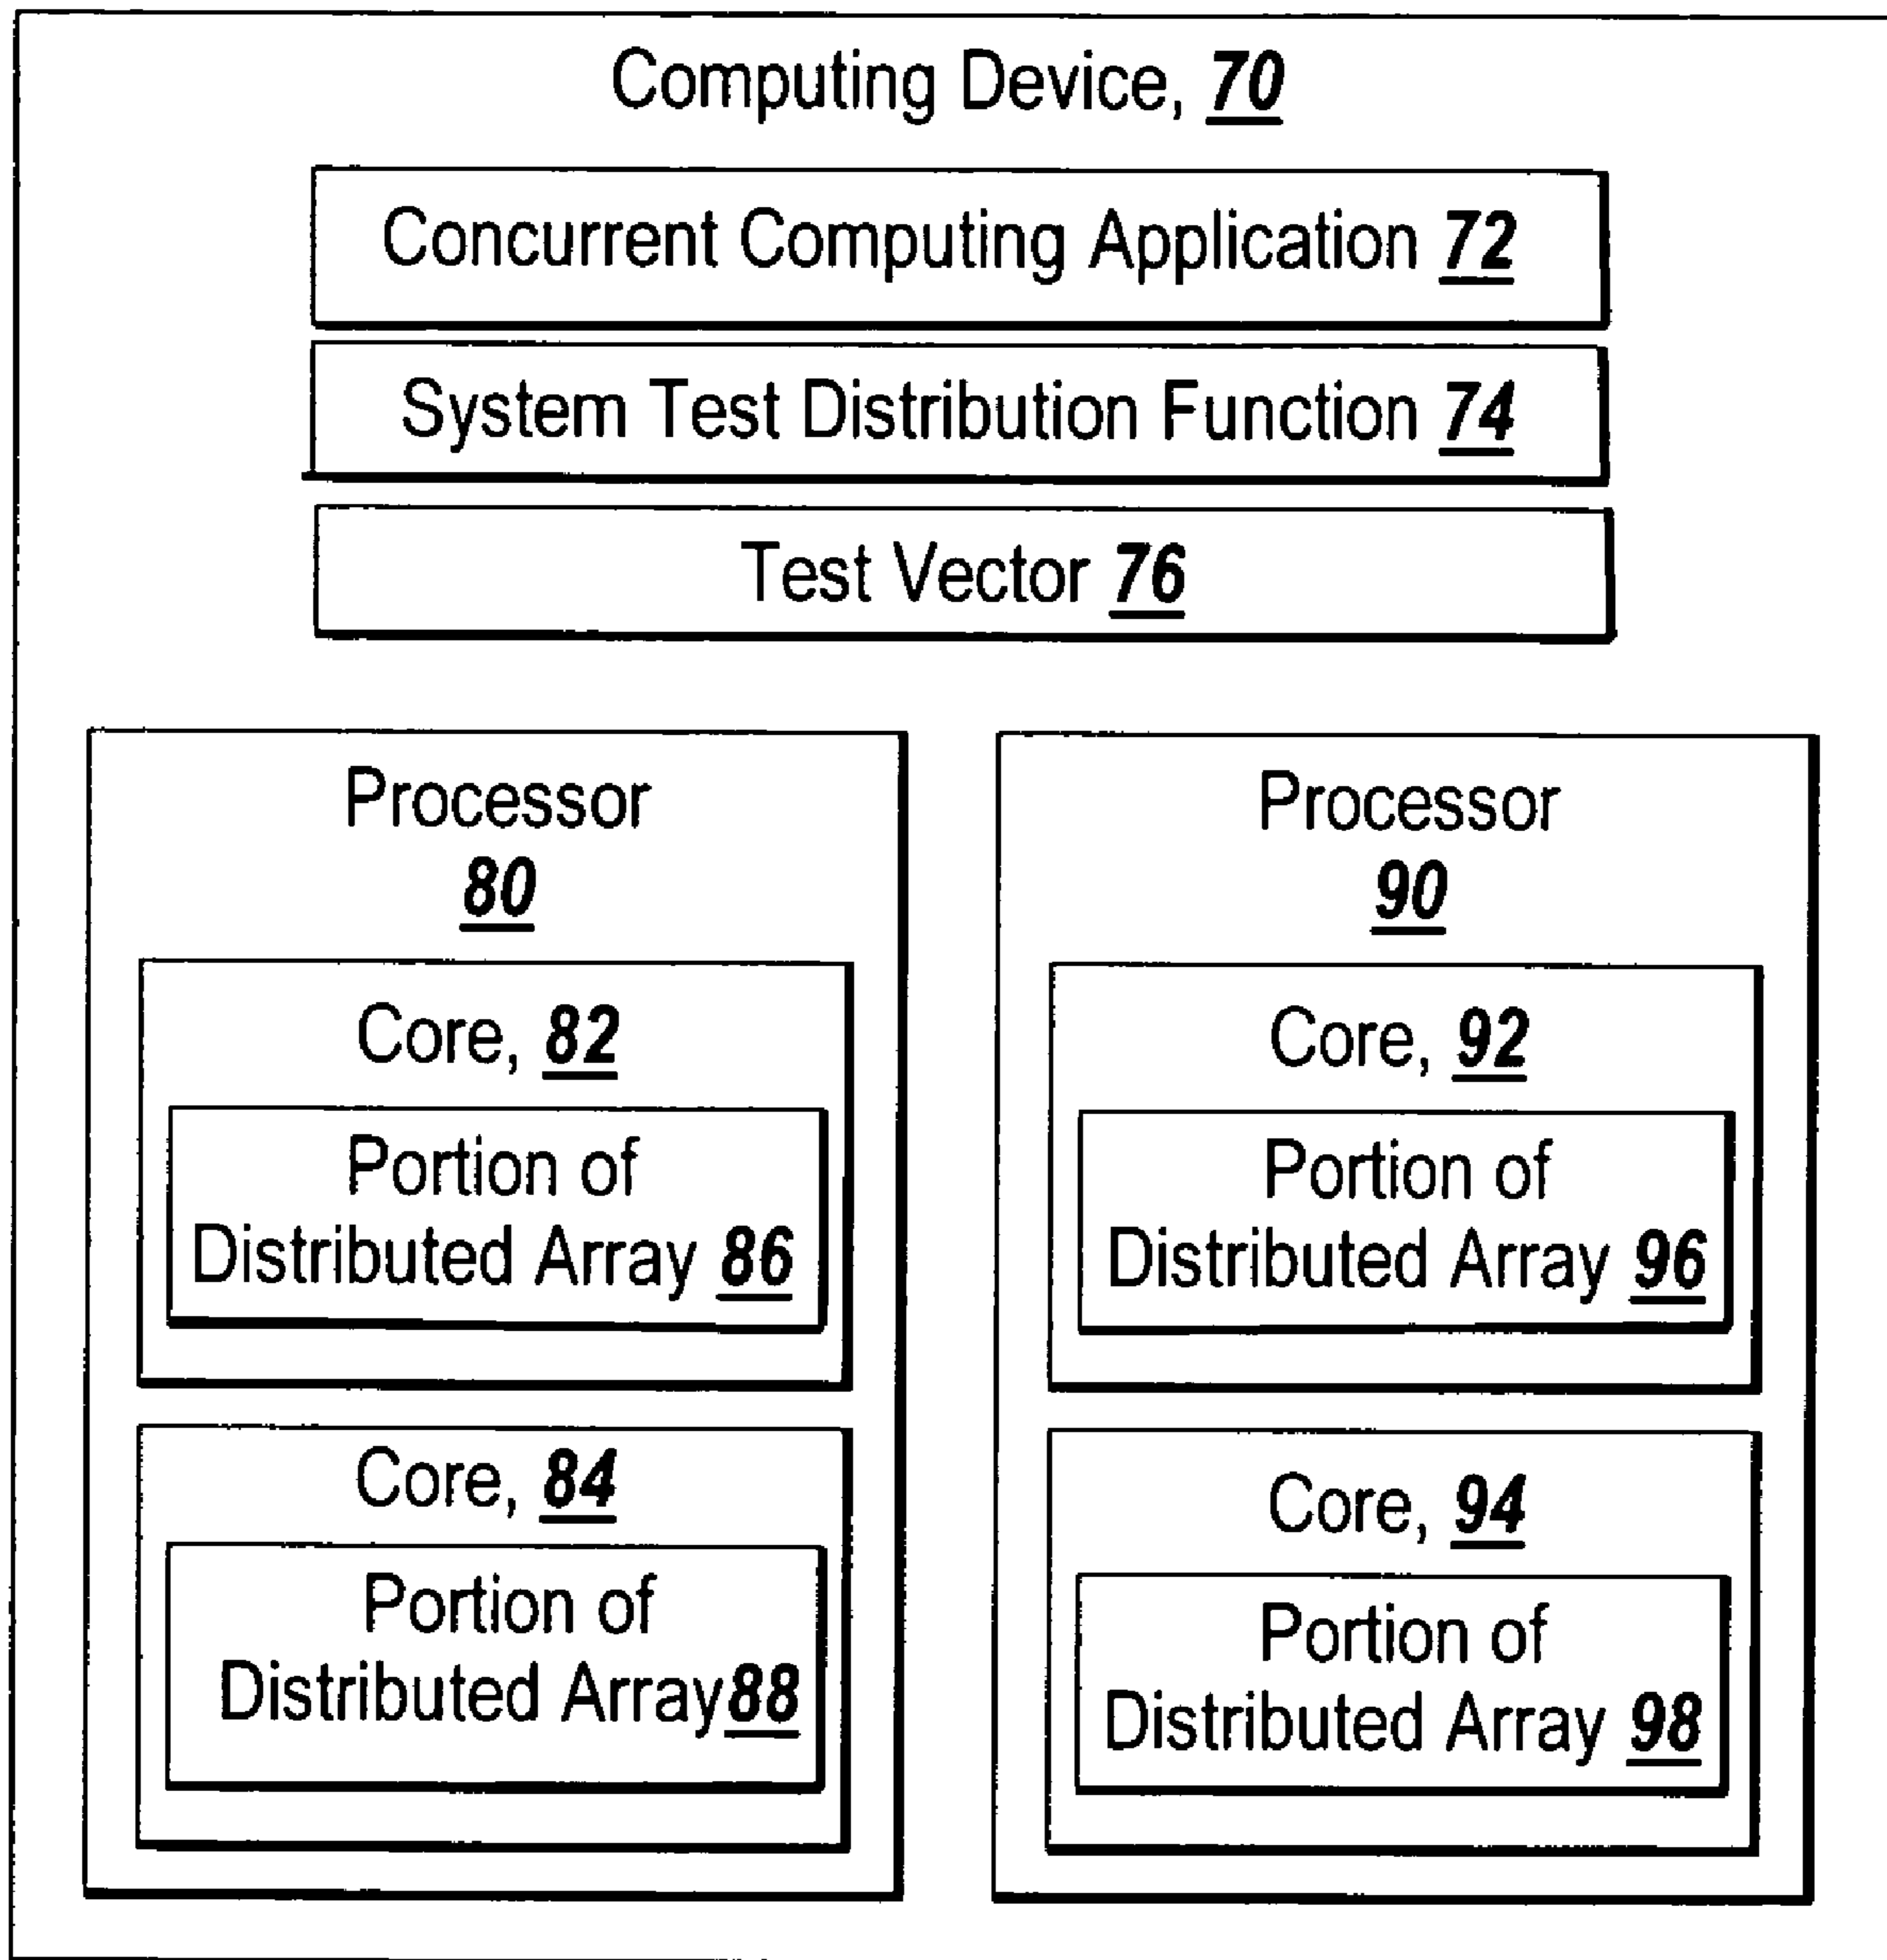 Computing Device, 70
Concurrent Computing Application 72
System Test Distribution Function 74
Test Vector 76
Processor
80
Core, 82
Portion of
Distributed Array 86
Core, 84
Portion of
Distributed Array88
Processor
90
Core, 92
Portion of
Distributed Array 96
Core, 94
Portion of
Distributed Array 98